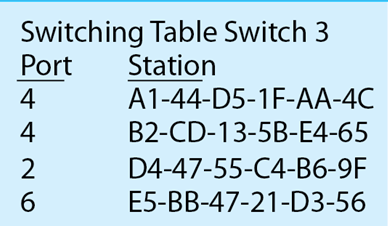 Switching Table Switch 3
Port Station
4 A1-44-D5-1F-AA-4C
4 B2-CD-13-5B-E4-65
2 D4-47-55-C4-B6-9F
6 E5-BB-47-21-D3-56